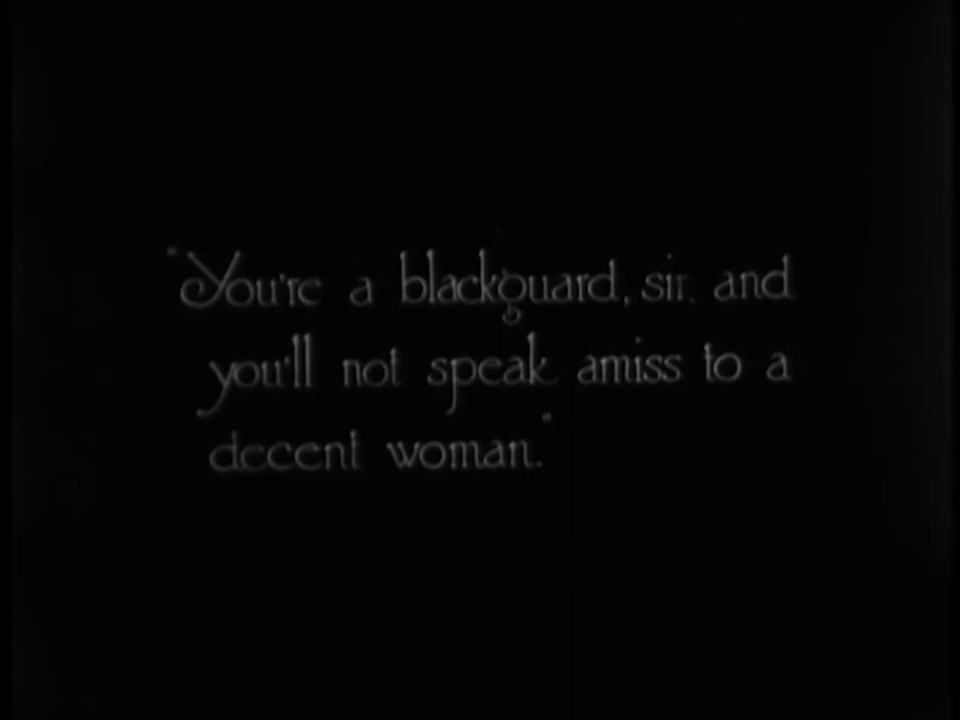 "You're a blackguard, sir, and
you'll not speak amiss to a
decent woman."